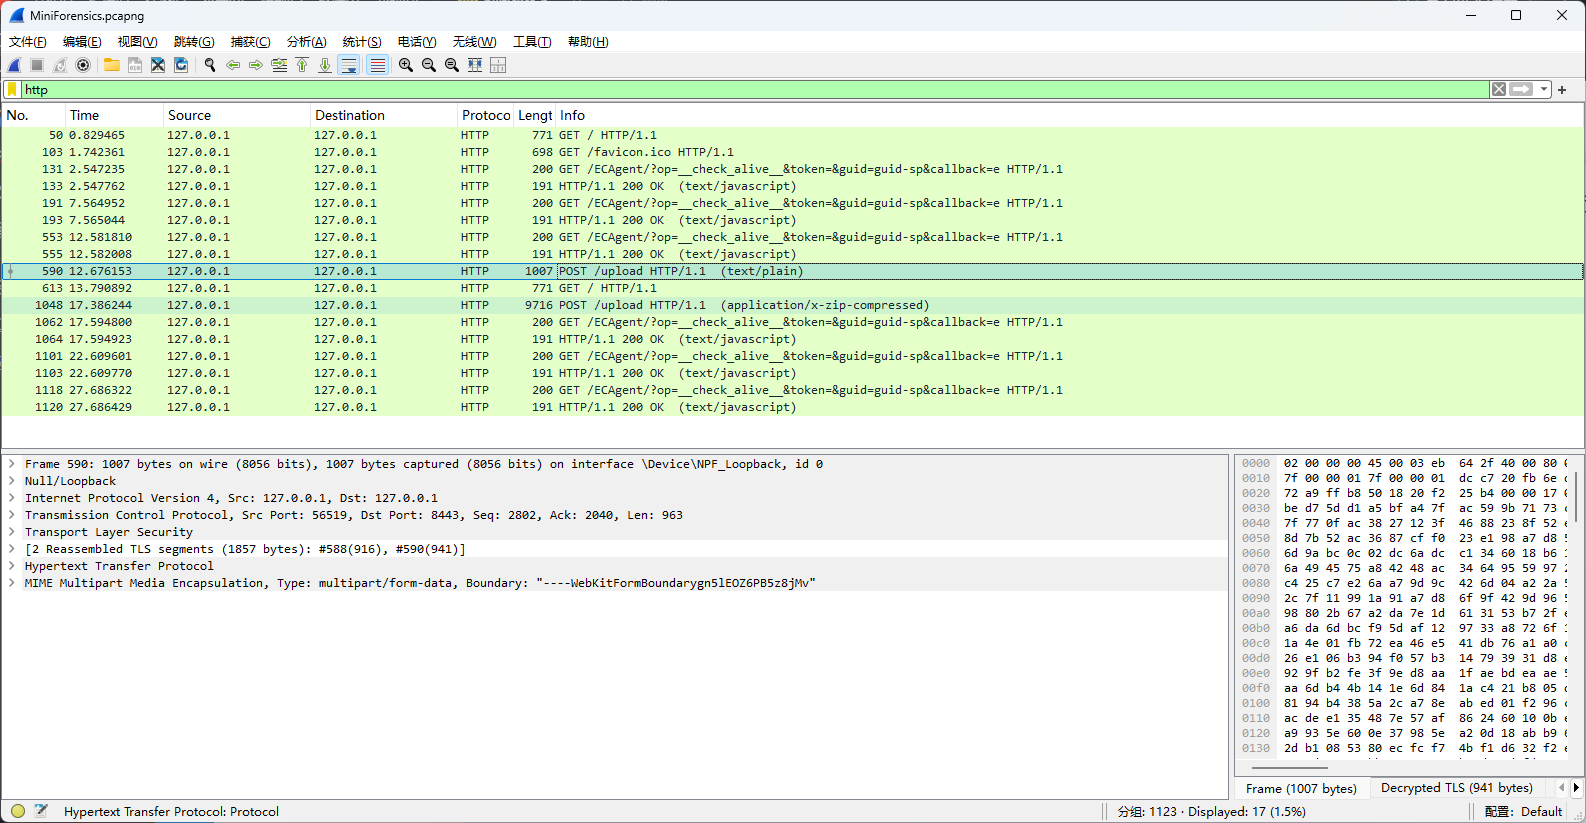 MiniForensics.pcapng
文件(F) 编辑(E) 视图(V) 跳转(G) 捕获(C) 分析(A) 统计(S) 电话(Y) 无线(W) 工具(T) 帮助(H)
http
No. Time Source Destination Protoco Lengt Info
50 0.829465 127.0.0.1 127.0.0.1 HTTP 771 GET / HTTP/1.1
103 1.742361 127.0.0.1 127.0.0.1 HTTP 698 GET /favicon.ico HTTP/1.1
131 2.547235 127.0.0.1 127.0.0.1 HTTP 200 GET /ECAgent/?op=__check_alive__&token=&guid=guid-sp&callback=e HTTP/1.1
133 2.547762 127.0.0.1 127.0.0.1 HTTP 191 HTTP/1.1 200 OK (text/javascript)
191 7.564952 127.0.0.1 127.0.0.1 HTTP 200 GET /ECAgent/?op=__check_alive__&token=&guid=guid-sp&callback=e HTTP/1.1
193 7.565044 127.0.0.1 127.0.0.1 HTTP 191 HTTP/1.1 200 OK (text/javascript)
553 12.581810 127.0.0.1 127.0.0.1 HTTP 200 GET /ECAgent/?op=__check_alive__&token=&guid=guid-sp&callback=e HTTP/1.1
555 12.582008 127.0.0.1 127.0.0.1 HTTP 191 HTTP/1.1 200 OK (text/javascript)
590 12.676153 127.0.0.1 127.0.0.1 HTTP 1007 POST /upload HTTP/1.1 (text/plain)
613 13.790892 127.0.0.1 127.0.0.1 HTTP 771 GET / HTTP/1.1
1048 17.386244 127.0.0.1 127.0.0.1 HTTP 9716 POST /upload HTTP/1.1 (application/x-zip-compressed)
1062 17.594800 127.0.0.1 127.0.0.1 HTTP 200 GET /ECAgent/?op=__check_alive__&token=&guid=guid-sp&callback=e HTTP/1.1
1064 17.594923 127.0.0.1 127.0.0.1 HTTP 191 HTTP/1.1 200 OK (text/javascript)
1101 22.609601 127.0.0.1 127.0.0.1 HTTP 200 GET /ECAgent/?op=__check_alive__&token=&guid=guid-sp&callback=e HTTP/1.1
1103 22.609770 127.0.0.1 127.0.0.1 HTTP 191 HTTP/1.1 200 OK (text/javascript)
1118 27.686322 127.0.0.1 127.0.0.1 HTTP 200 GET /ECAgent/?op=__check_alive__&token=&guid=guid-sp&callback=e HTTP/1.1
1120 27.686429 127.0.0.1 127.0.0.1 HTTP 191 HTTP/1.1 200 OK (text/javascript)
Frame 590: 1007 bytes on wire (8056 bits), 1007 bytes captured (8056 bits) on interface \Device\NPF_Loopback, id 0
Null/Loopback
Internet Protocol Version 4, Src: 127.0.0.1, Dst: 127.0.0.1
Transmission Control Protocol, Src Port: 56519, Dst Port: 8443, Seq: 2802, Ack: 2040, Len: 963
Transport Layer Security
[2 Reassembled TLS segments (1857 bytes): #588(916), #590(941)]
Hypertext Transfer Protocol
MIME Multipart Media Encapsulation, Type: multipart/form-data, Boundary: "----WebKitFormBoundarygn5lEOZ6PB5z8jMv"
0000 02 00 00 00 45 00 03 eb 64 2f 40 00 80
0010 7f 00 00 01 7f 00 00 01 dc c7 20 fb 6e
0020 72 a9 ff b8 50 18 20 f2 25 b4 00 00 17
0030 be d7 5d d1 a5 bf a4 7f ac 59 9b 71 73
0040 7f 77 0f ac 38 27 12 3f 46 88 23 8f 52
0050 8d 7b 52 ac 36 87 cf f0 23 e1 98 a7 d8
0060 6d 9a bc 0c 02 dc 6a dc c1 34 60 18 b6
0070 6a 49 45 75 a8 42 48 ac 34 64 95 59 97
0080 c4 25 c7 e2 6a a7 9d 9c 42 6d 04 a2 2a
0090 2c 7f 11 99 1a 91 a7 d8 6f 9f 42 9d 96
00a0 98 80 2b 67 a2 da 7e 1d 61 31 53 b7 2f
00b0 a6 da 6d bc f9 5d af 12 97 33 a8 72 6f
00c0 1a 4e 01 fb 72 ea 46 e5 41 db 76 a1 a0
00d0 26 e1 06 b3 94 f0 57 b3 14 79 39 31 d8
00e0 92 9f b2 fe 3f 9e d8 aa 1f ae bd ea ae
00f0 aa 6d b4 4b 14 1e 6d 84 1a c4 21 b8 05
0100 81 94 b4 38 5a 2c a7 8e ab ed 01 f2 96
0110 ac de e1 35 48 7e 57 af 86 24 60 10 0b
0120 a9 93 5e 60 0e 37 98 5e a2 0d 18 ab b9
0130 2d b1 08 53 80 ec fc f7 4b f1 d6 32 f2
Frame (1007 bytes) Decrypted TLS (941 bytes)
Hypertext Transfer Protocol: Protocol 分组: 1123 · Displayed: 17 (1.5%) 配置: Default